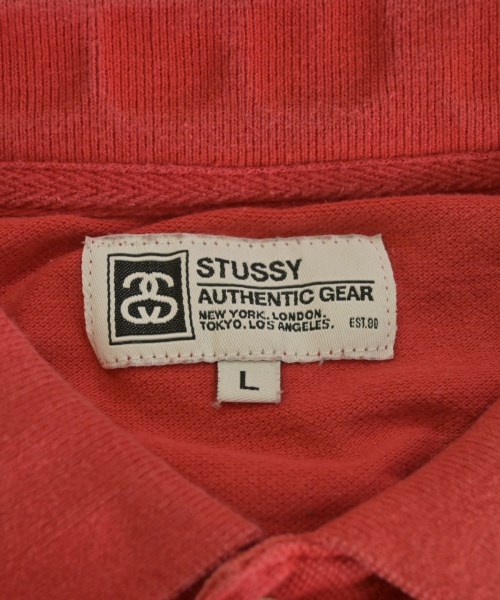 STUSSY
AUTHENTIC GEAR
NEW YORK. LONDON.
TOKYO. LOS ANGELES. EST.80
L